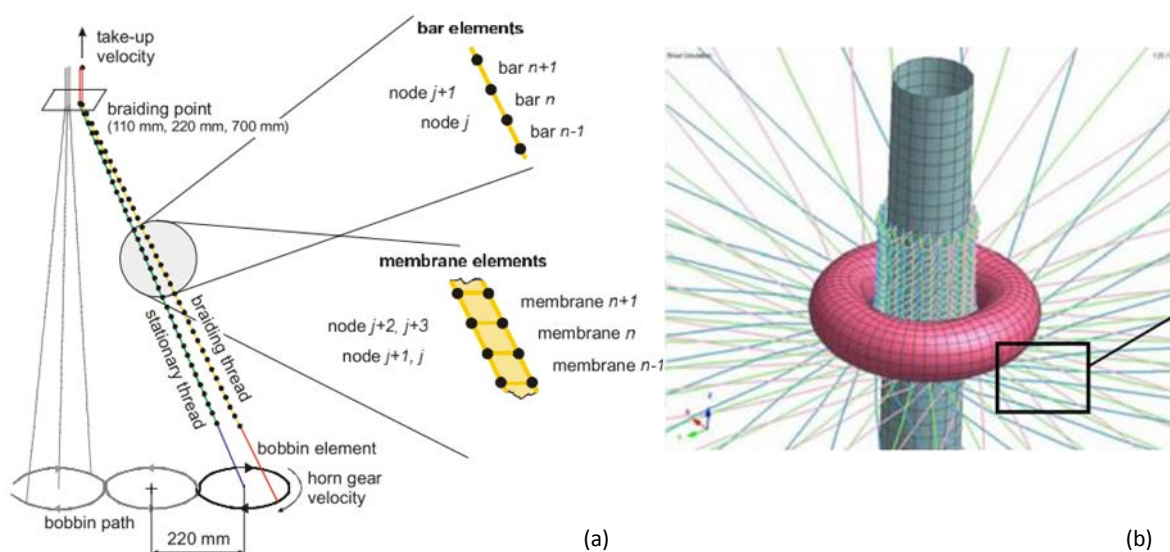 take-up
velocity
braiding point
(110 mm, 220 mm, 700 mm)
bar elements
bar n+1
node j+1
bar n
node j
bar n-1
membrane elements
membrane n+1
node j+2, j+3
membrane n
node j+1, j
membrane n-1
braiding thread
stationary thread
bobbin element
horn gear
velocity
bobbin path
220 mm
(a)
(b)